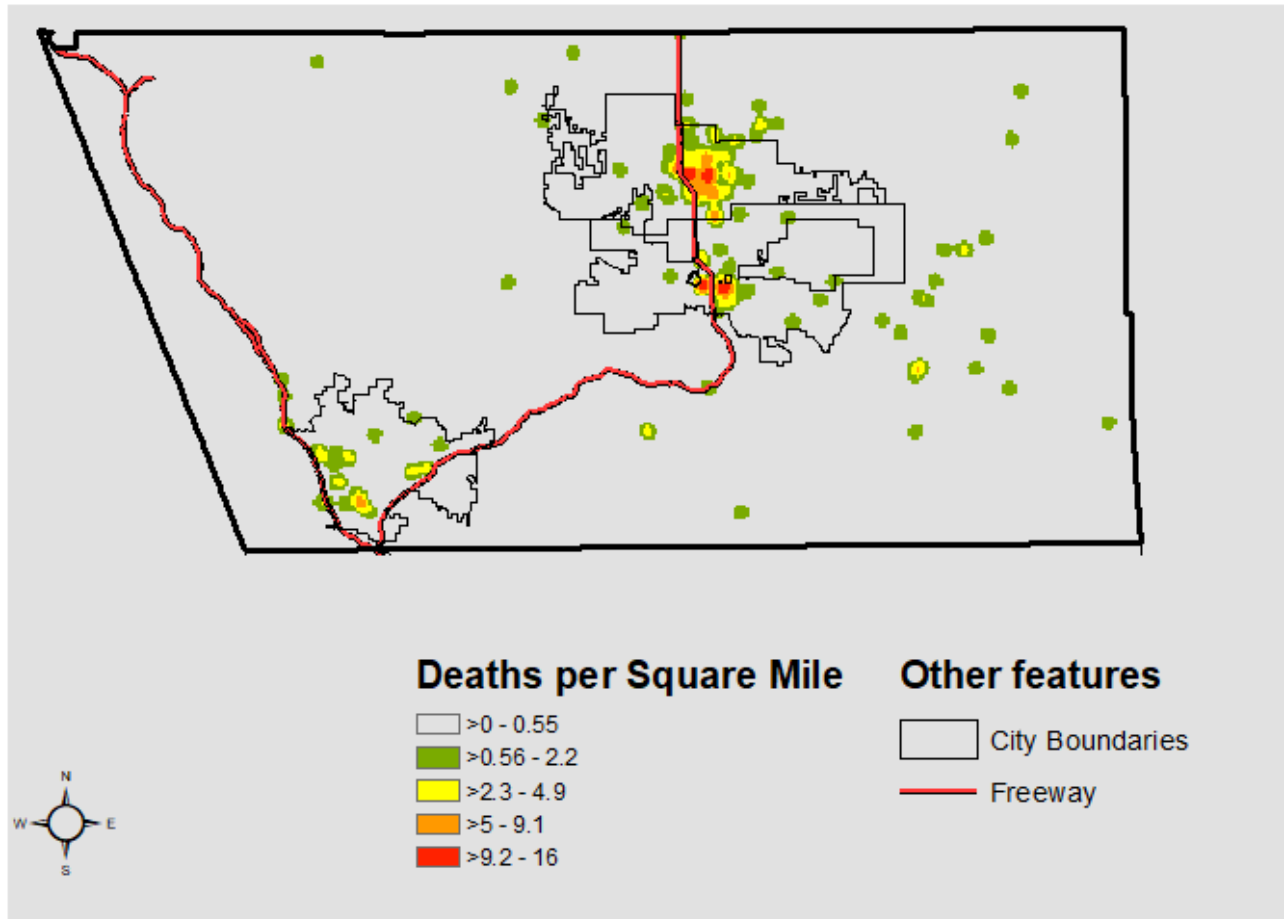 Deaths per Square Mile
>0 - 0.55
>0.56 - 2.2
>2.3 - 4.9
>5 - 9.1
>9.2 - 16
Other features
City Boundaries
Freeway
N
W E
S